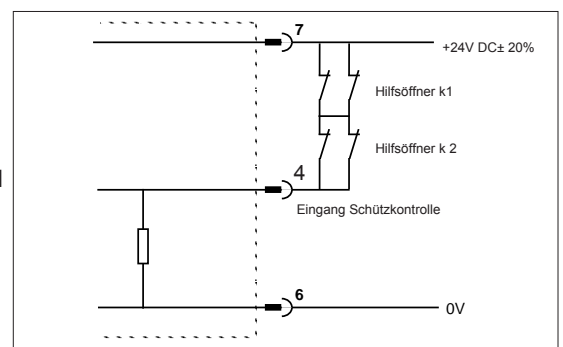 7
+24V DC± 20%
Hilfsöffner k1
Hilfsöffner k 2
4
Eingang Schützkontrolle
6
0V